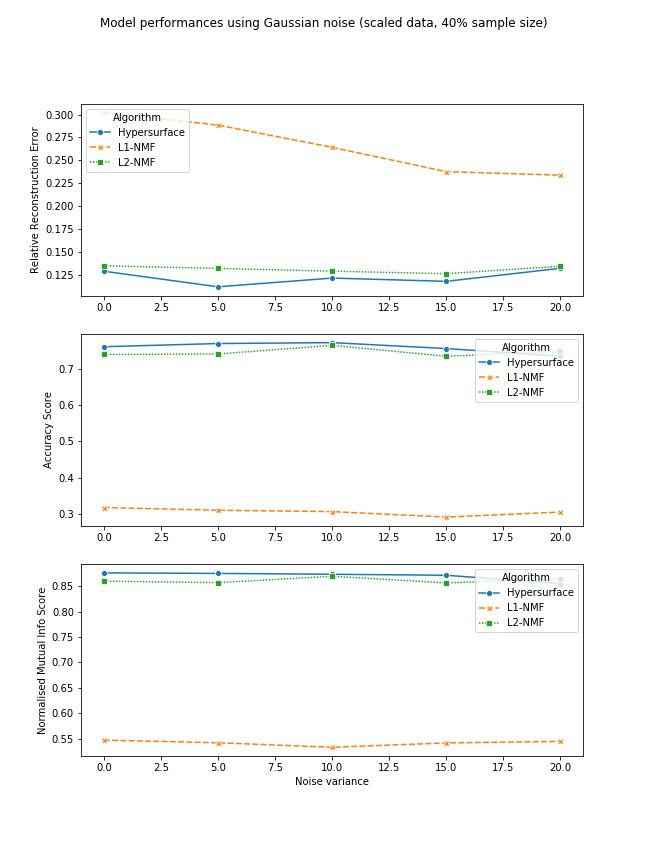 Model performances using Gaussian noise (scaled data, 40% sample size)
Relative Reconstruction Error
0.300
0.275
0.250
0.225
0.200
0.175
0.150
0.125
Algorithm
Hypersurface
L1-NMF
L2-NMF
0.0 2.5 5.0 7.5 10.0 12.5 15.0 17.5 20.0
Accuracy Score
0.7
0.6
0.5
0.4
0.3
Algorithm
Hypersurface
L1-NMF
L2-NMF
0.0 2.5 5.0 7.5 10.0 12.5 15.0 17.5 20.0
Normalised Mutual Info Score
0.85
0.80
0.75
0.70
0.65
0.60
0.55
Algorithm
Hypersurface
L1-NMF
L2-NMF
0.0 2.5 5.0 7.5 10.0 12.5 15.0 17.5 20.0
Noise variance